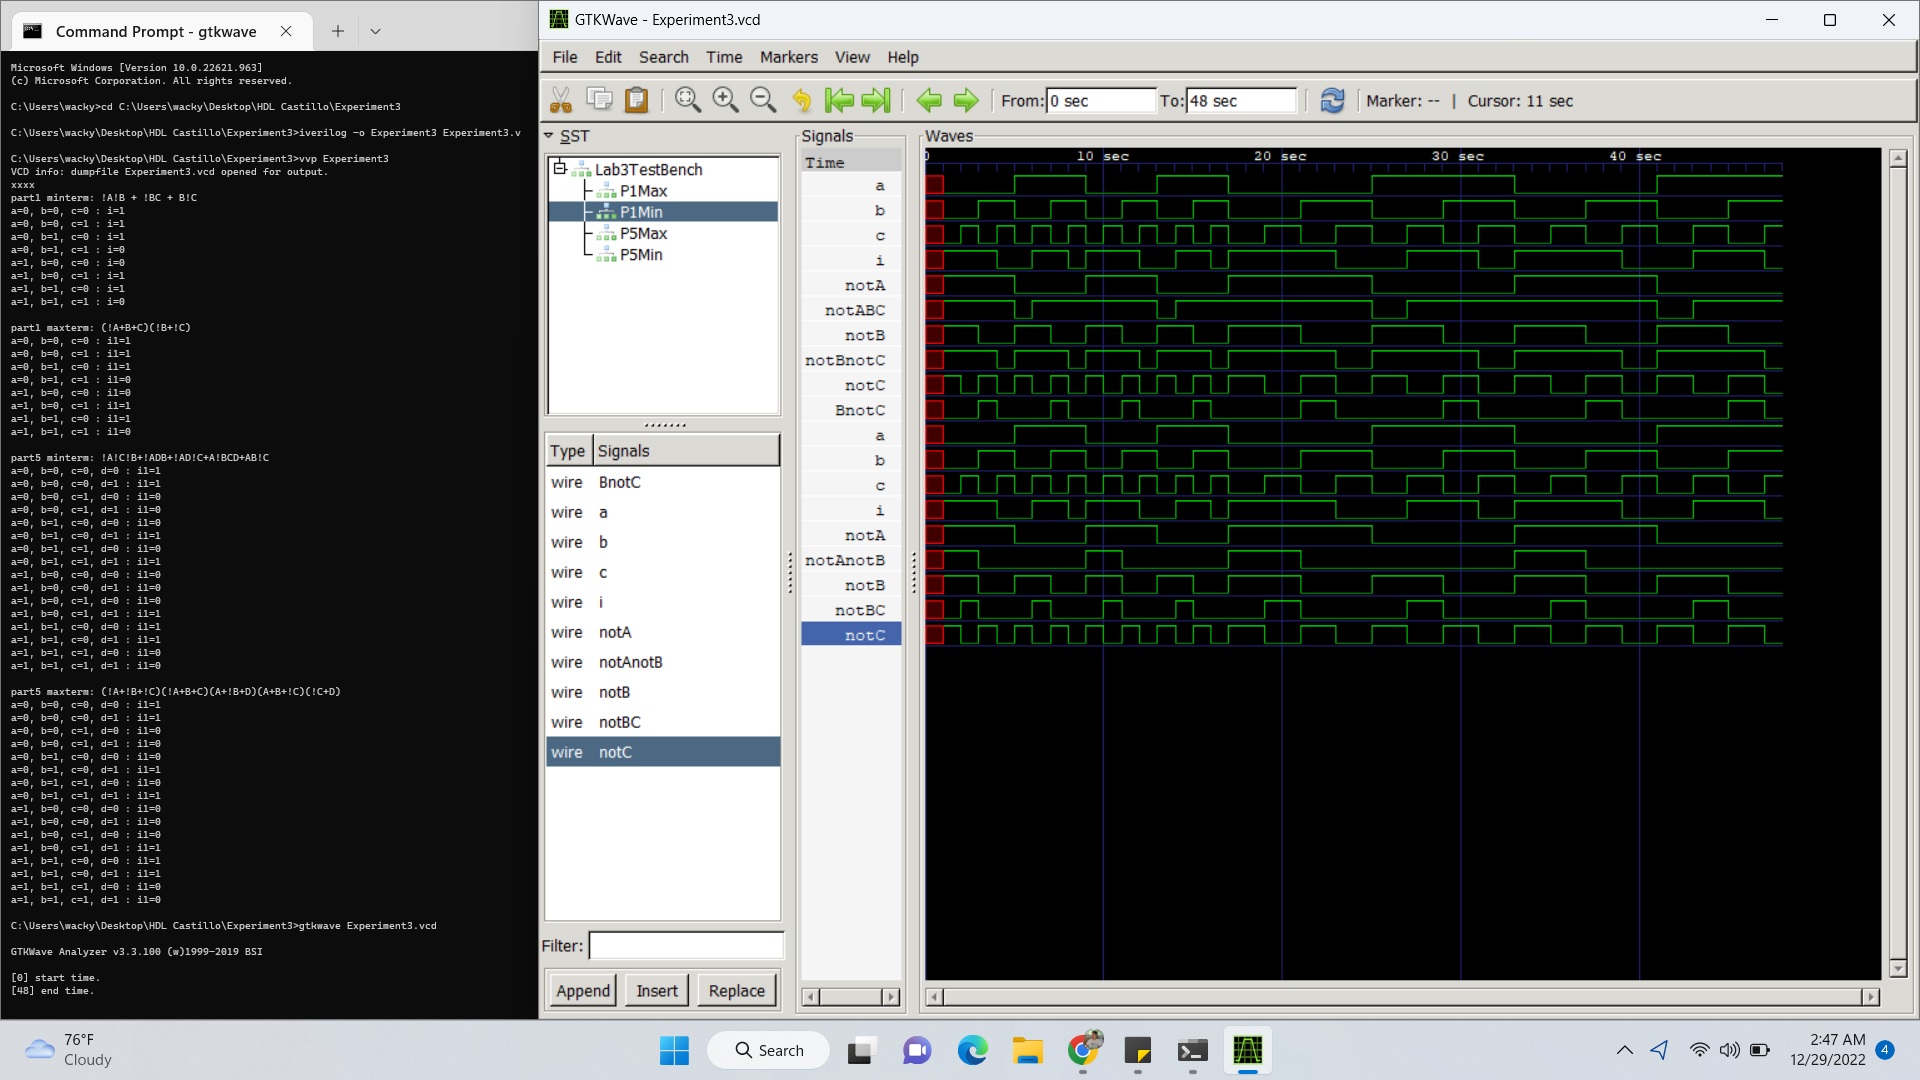 Command Prompt - gtkwave
Microsoft Windows [Version 10.0.22621.963]
(c) Microsoft Corporation. All rights reserved.
C:\Users\wacky>cd C:\Users\wacky\Desktop\HDL Castillo\Experiment3
C:\Users\wacky\Desktop\HDL Castillo\Experiment3>iverilog -o Experiment3 Experiment3.v
C:\Users\wacky\Desktop\HDL Castillo\Experiment3>vvp Experiment3
VCD info: dumpfile Experiment3.vcd opened for output.
xxxx
part1 minterm: !A!B + !BC + B!C
a=0, b=0, c=0 : i=1
a=0, b=0, c=1 : i=1
a=0, b=1, c=0 : i=1
a=0, b=1, c=1 : i=0
a=1, b=0, c=0 : i=0
a=1, b=0, c=1 : i=1
a=1, b=1, c=0 : i=1
a=1, b=1, c=1 : i=0
part1 maxterm: (!A+B+C)(!B+!C)
a=0, b=0, c=0 : i1=1
a=0, b=0, c=1 : i1=1
a=0, b=1, c=0 : i1=1
a=0, b=1, c=1 : i1=0
a=1, b=0, c=0 : i1=0
a=1, b=0, c=1 : i1=1
a=1, b=1, c=0 : i1=1
a=1, b=1, c=1 : i1=0
part5 minterm: !A!C!B+!ADB+!AD!C+A!BCD+AB!C
a=0, b=0, c=0, d=0 : i1=1
a=0, b=0, c=0, d=1 : i1=1
a=0, b=0, c=1, d=0 : i1=0
a=0, b=0, c=1, d=1 : i1=0
a=0, b=1, c=0, d=0 : i1=0
a=0, b=1, c=0, d=1 : i1=1
a=0, b=1, c=1, d=0 : i1=0
a=0, b=1, c=1, d=1 : i1=1
a=1, b=0, c=0, d=0 : i1=0
a=1, b=0, c=0, d=1 : i1=0
a=1, b=0, c=1, d=0 : i1=0
a=1, b=0, c=1, d=1 : i1=1
a=1, b=1, c=0, d=0 : i1=1
a=1, b=1, c=0, d=1 : i1=1
a=1, b=1, c=1, d=0 : i1=0
a=1, b=1, c=1, d=1 : i1=0
part5 maxterm: (!A+!B+!C)(!A+B+C)(A+!B+D)(A+B+!C)(!C+D)
a=0, b=0, c=0, d=0 : i1=1
a=0, b=0, c=0, d=1 : i1=1
a=0, b=0, c=1, d=0 : i1=0
a=0, b=0, c=1, d=1 : i1=0
a=0, b=1, c=0, d=0 : i1=0
a=0, b=1, c=0, d=1 : i1=1
a=0, b=1, c=1, d=0 : i1=0
a=0, b=1, c=1, d=1 : i1=1
a=1, b=0, c=0, d=0 : i1=0
a=1, b=0, c=0, d=1 : i1=0
a=1, b=0, c=1, d=0 : i1=0
a=1, b=0, c=1, d=1 : i1=1
a=1, b=1, c=0, d=0 : i1=1
a=1, b=1, c=0, d=1 : i1=1
a=1, b=1, c=1, d=0 : i1=0
a=1, b=1, c=1, d=1 : i1=0
C:\Users\wacky\Desktop\HDL Castillo\Experiment3>gtkwave Experiment3.vcd
GTKWave Analyzer v3.3.100 (w)1999-2019 BSI
[0] start time.
[48] end time.
GTKWave - Experiment3.vcd
File Edit Search Time Markers View Help
From: 0 sec To: 48 sec Marker: -- | Cursor: 11 sec
SST
Lab3TestBench
P1Max
P1Min
P5Max
P5Min
Type Signals
wire BnotC
wire a
wire b
wire c
wire i
wire notA
wire notAnotB
wire notB
wire notBC
wire notC
Filter:
Append Insert Replace
Signals
Time
a
b
c
i
notA
notABC
notB
notBnotC
notC
BnotC
a
b
c
i
notA
notAnotB
notB
notBC
notC
Waves
0 10 sec 20 sec 30 sec 40 sec
76°F
Cloudy
Search
2:47 AM
12/29/2022
4